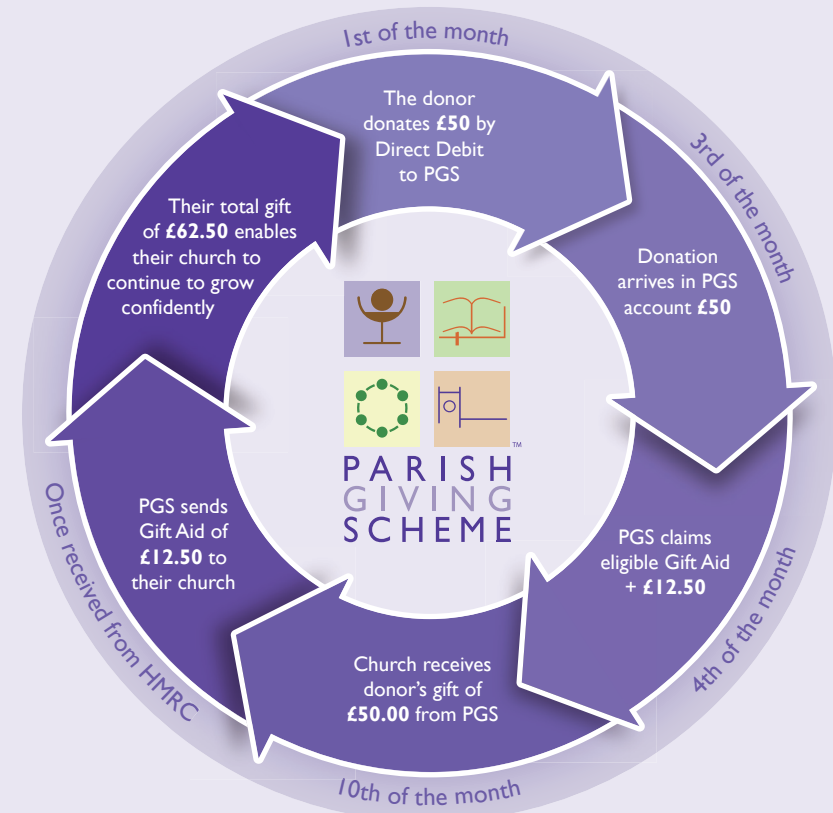 1st of the month
The donor
donates £50 by
Direct Debit
to PGS
3rd of the month
Donation
arrives in PGS
account £50
4th of the month
PGS claims
eligible Gift Aid
+ £12.50
10th of the month
Church receives
donor's gift of
£50.00 from PGS
Once received from HMRC
PGS sends
Gift Aid of
£12.50 to
their church
Their total gift
of £62.50 enables
their church to
continue to grow
confidently
PARISH
GIVING
SCHEME
TM